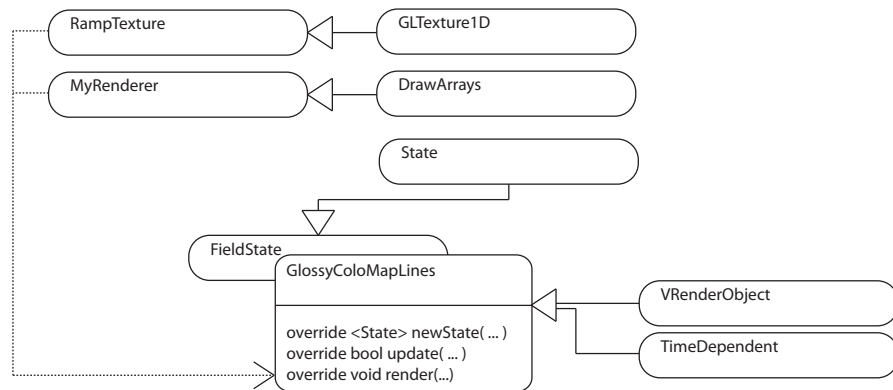 RampTexture
GLTexture1D
MyRenderer
DrawArrays
State
FieldState
GlossyColoMapLines
override <State> newState( ... )
override bool update( ... )
override void render(...)
VRenderObject
TimeDependent